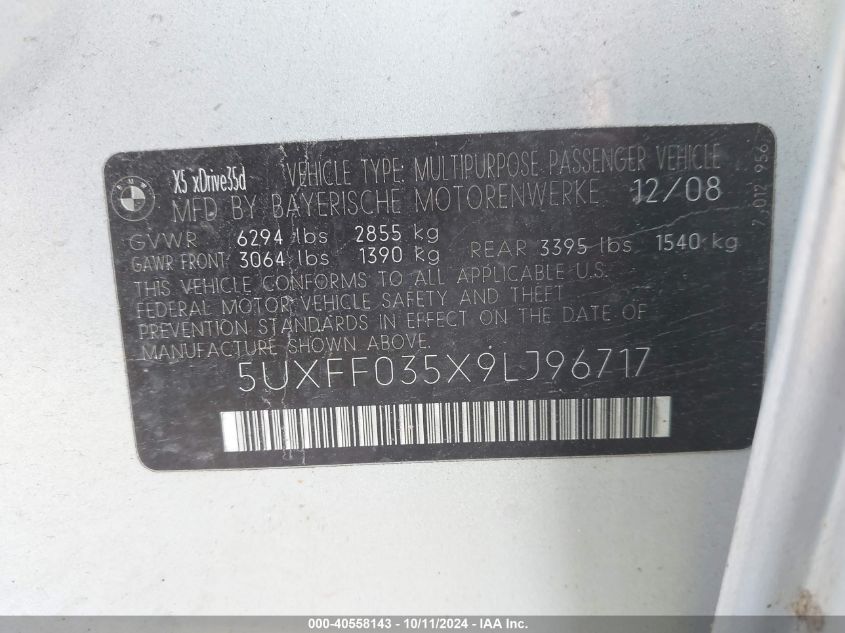 BMW
X5 xDrive35d VEHICLE TYPE: MULTIPURPOSE PASSENGER VEHICLE
MFD BY BAYERISCHE MOTORENWERKE 12/08
GVWR 6294 lbs 2855 kg
GAWR FRONT: 3064 lbs 1390 kg REAR 3395 lbs 1540 kg
THIS VEHICLE CONFORMS TO ALL APPLICABLE U.S.
FEDERAL MOTOR VEHICLE SAFETY AND THEFT
PREVENTION STANDARDS IN EFFECT ON THE DATE OF
MANUFACTURE SHOWN ABOVE.
5UXFF035X9LJ96717
7 012 956
000-40558143 - 10/11/2024 - IAA Inc.